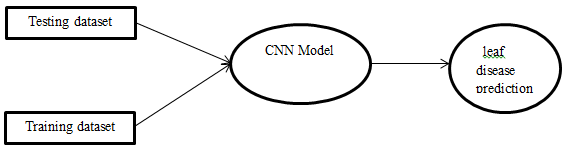 Testing dataset
CNN Model
leaf
disease
prediction
Training dataset